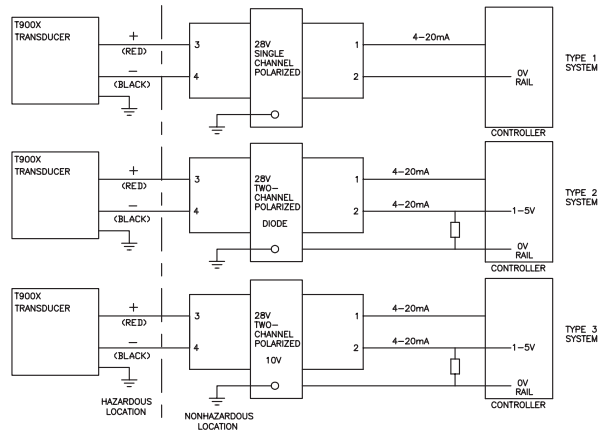 T900X
TRANSDUCER
+
(RED)
−
(BLACK)
3
4
28V
SINGLE
CHANNEL
POLARIZED
1
2
4−20mA
0V
RAIL
CONTROLLER
TYPE 1
SYSTEM
T900X
TRANSDUCER
+
(RED)
−
(BLACK)
3
4
28V
TWO−
CHANNEL
POLARIZED
DIODE
1
2
4−20mA
4−20mA
1−5V
0V
RAIL
CONTROLLER
TYPE 2
SYSTEM
T900X
TRANSDUCER
+
(RED)
−
(BLACK)
3
4
28V
TWO−
CHANNEL
POLARIZED
10V
1
2
4−20mA
4−20mA
1−5V
0V
RAIL
CONTROLLER
TYPE 3
SYSTEM
HAZARDOUS
LOCATION
NONHAZARDOUS
LOCATION